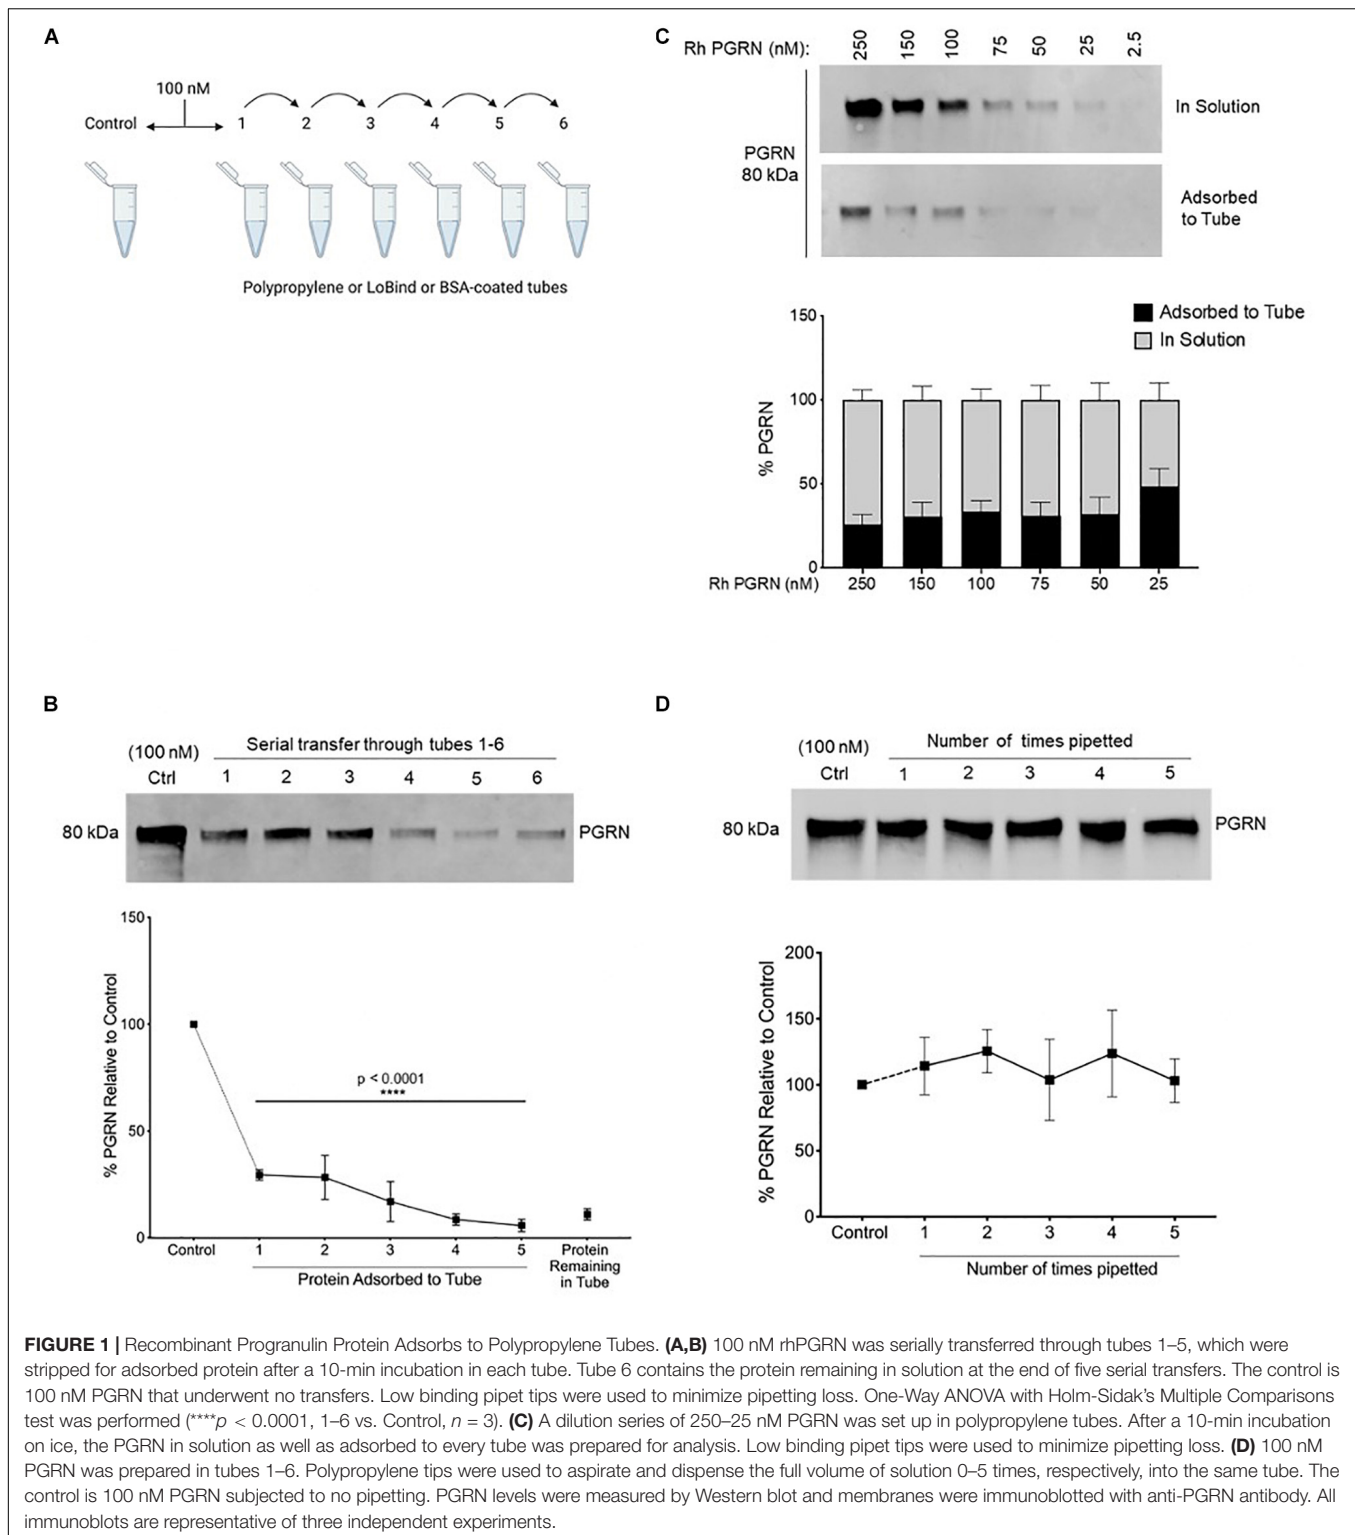 A
100 nM
Control
1 2 3 4 5 6
Polypropylene or LoBind or BSA-coated tubes
C
Rh PGRN (nM): 250 150 100 75 50 25 2.5
In Solution
PGRN
80 kDa
Adsorbed
to Tube
Adsorbed to Tube
In Solution
% PGRN
150
100
50
0
Rh PGRN (nM) 250 150 100 75 50 25
B
(100 nM) Serial transfer through tubes 1-6
Ctrl 1 2 3 4 5 6
80 kDa PGRN
% PGRN Relative to Control
150
100
50
0
p < 0.0001
****
Control 1 2 3 4 5 Protein
Remaining
in Tube
Protein Adsorbed to Tube
D
(100 nM) Number of times pipetted
Ctrl 1 2 3 4 5
80 kDa PGRN
% PGRN Relative to Control
200
150
100
50
0
Control 1 2 3 4 5
Number of times pipetted
FIGURE 1 | Recombinant Progranulin Protein Adsorbs to Polypropylene Tubes. (A,B) 100 nM rhPGRN was serially transferred through tubes 1–5, which were
stripped for adsorbed protein after a 10-min incubation in each tube. Tube 6 contains the protein remaining in solution at the end of five serial transfers. The control is
100 nM PGRN that underwent no transfers. Low binding pipet tips were used to minimize pipetting loss. One-Way ANOVA with Holm-Sidak's Multiple Comparisons
test was performed (****p < 0.0001, 1–6 vs. Control, n = 3). (C) A dilution series of 250–25 nM PGRN was set up in polypropylene tubes. After a 10-min incubation
on ice, the PGRN in solution as well as adsorbed to every tube was prepared for analysis. Low binding pipet tips were used to minimize pipetting loss. (D) 100 nM
PGRN was prepared in tubes 1–6. Polypropylene tips were used to aspirate and dispense the full volume of solution 0–5 times, respectively, into the same tube. The
control is 100 nM PGRN subjected to no pipetting. PGRN levels were measured by Western blot and membranes were immunoblotted with anti-PGRN antibody. All
immunoblots are representative of three independent experiments.